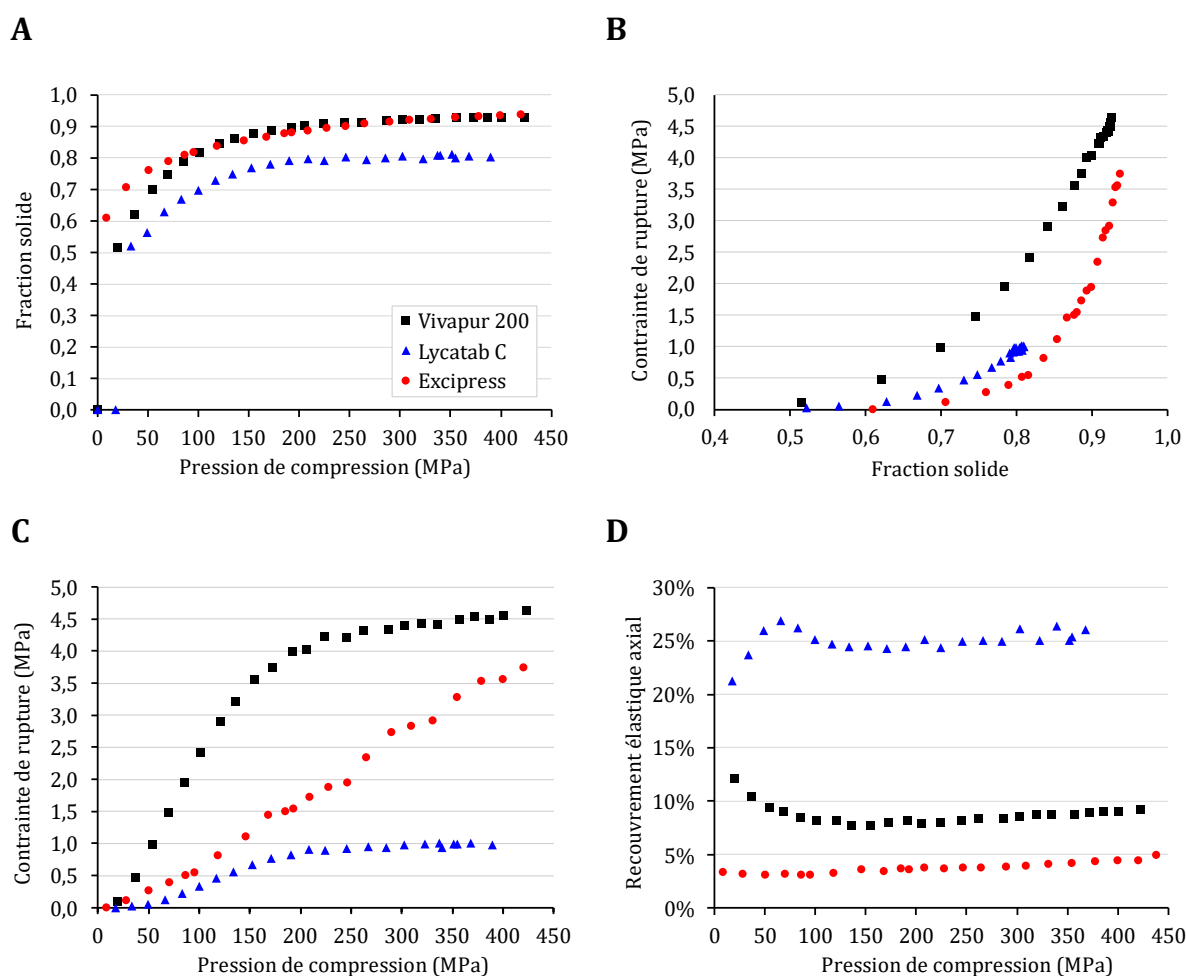 A
Fraction solide
1,0
0,9
0,8
0,7
0,6
0,5
0,4
0,3
0,2
0,1
0,0
Vivapur 200
Lycatab C
Excipress
0 50 100 150 200 250 300 350 400 450
Pression de compression (MPa)
B
Contrainte de rupture (MPa)
5,0
4,5
4,0
3,5
3,0
2,5
2,0
1,5
1,0
0,5
0,0
0,4 0,5 0,6 0,7 0,8 0,9 1,0
Fraction solide
C
Contrainte de rupture (MPa)
5,0
4,5
4,0
3,5
3,0
2,5
2,0
1,5
1,0
0,5
0,0
0 50 100 150 200 250 300 350 400 450
Pression de compression (MPa)
D
Recouvrement élastique axial
30%
25%
20%
15%
10%
5%
0%
0 50 100 150 200 250 300 350 400 450
Pression de compression (MPa)